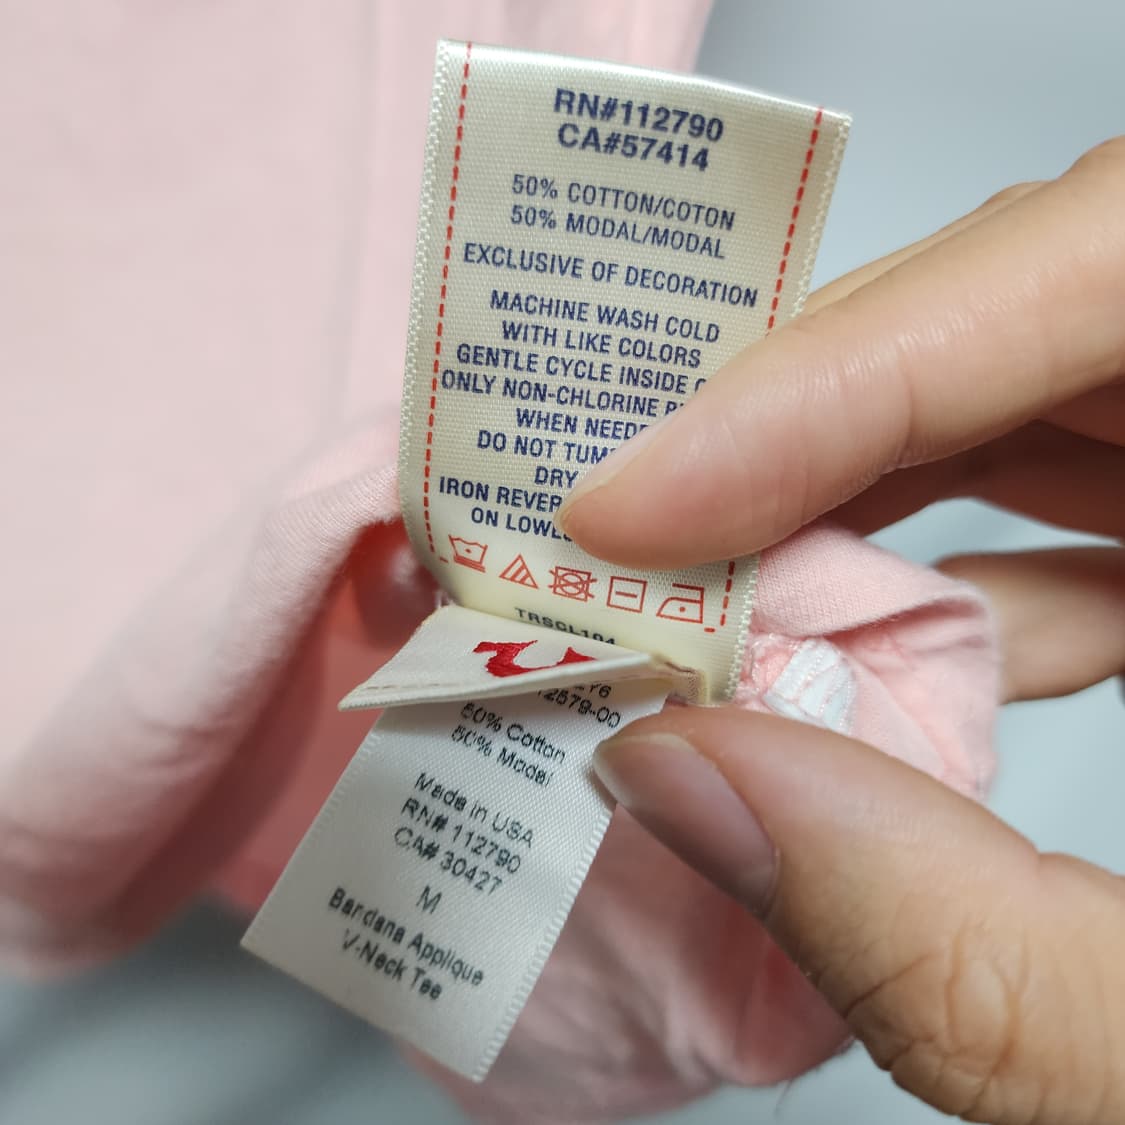 RN#112790
CA#57414
50% COTTON/COTON
50% MODAL/MODAL
EXCLUSIVE OF DECORATION
MACHINE WASH COLD
WITH LIKE COLORS
GENTLE CYCLE INSIDE
ONLY NON-CHLORINE
WHEN
DO NOT
DRY
IRON
ON
TRSCL104
50% Cotton
50% Modal
Made in USA
RN# 112790
CA# 30427
M
Bandana Applique
V-Neck Tee